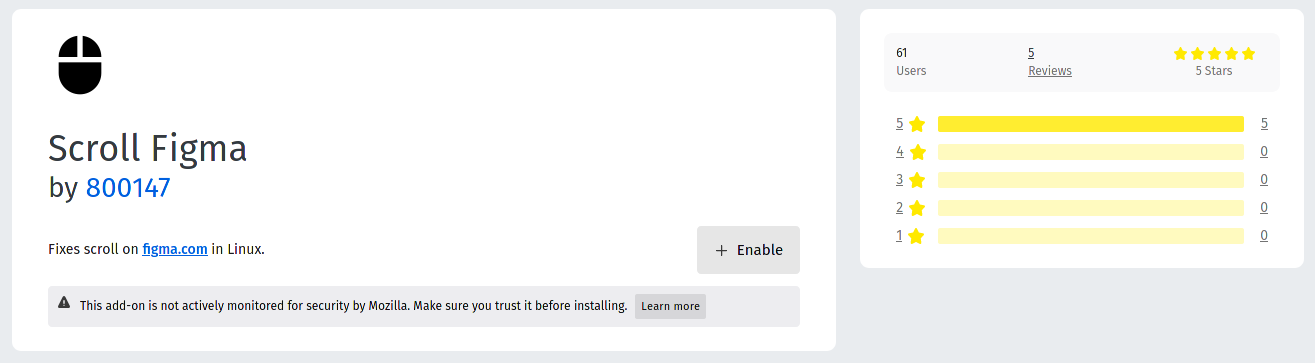 Scroll Figma
by 800147
Fixes scroll on figma.com in Linux.
+ Enable
This add-on is not actively monitored for security by Mozilla. Make sure you trust it before installing. Learn more
61 5
Users Reviews 5 Stars
5 5
4 0
3 0
2 0
1 0